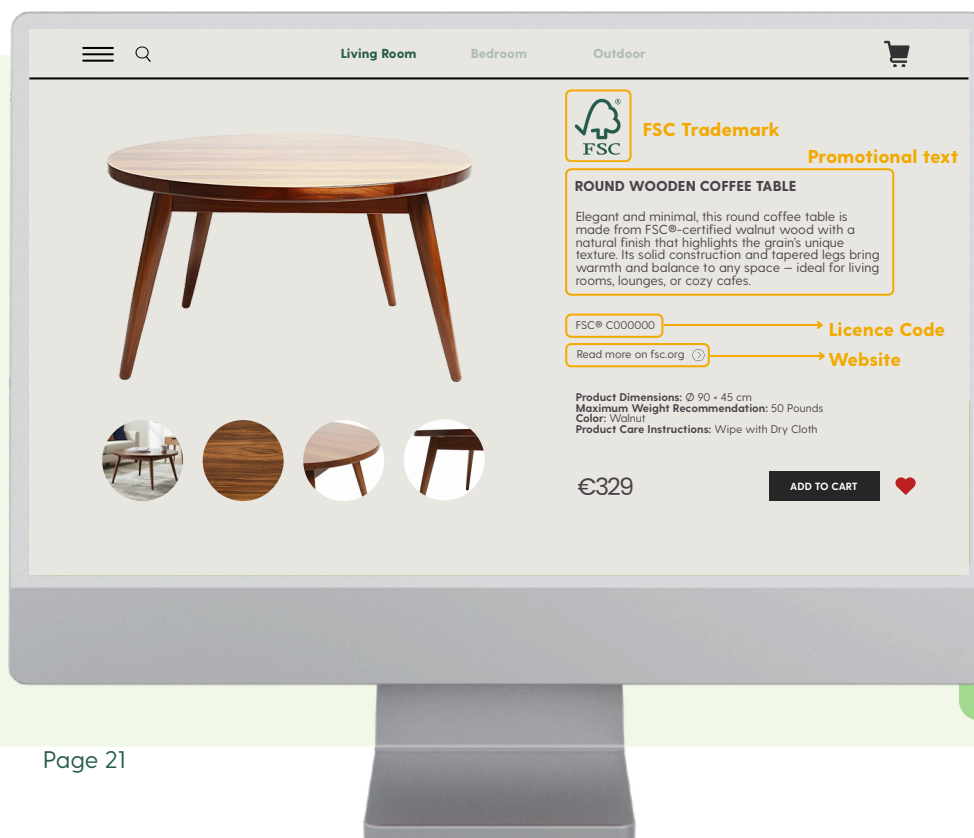 Living Room
Bedroom
Outdoor
FSC
®
FSC Trademark
Promotional text
ROUND WOODEN COFFEE TABLE
Elegant and minimal, this round coffee table is
made from FSC®-certified walnut wood with a
natural finish that highlights the grain's unique
texture. Its solid construction and tapered legs bring
warmth and balance to any space – ideal for living
rooms, lounges, or cozy cafes.
FSC® C000000
Licence Code
Read more on fsc.org
Website
Product Dimensions: Ø 90 × 45 cm
Maximum Weight Recommendation: 50 Pounds
Color: Walnut
Product Care Instructions: Wipe with Dry Cloth
€329
ADD TO CART
Page 21